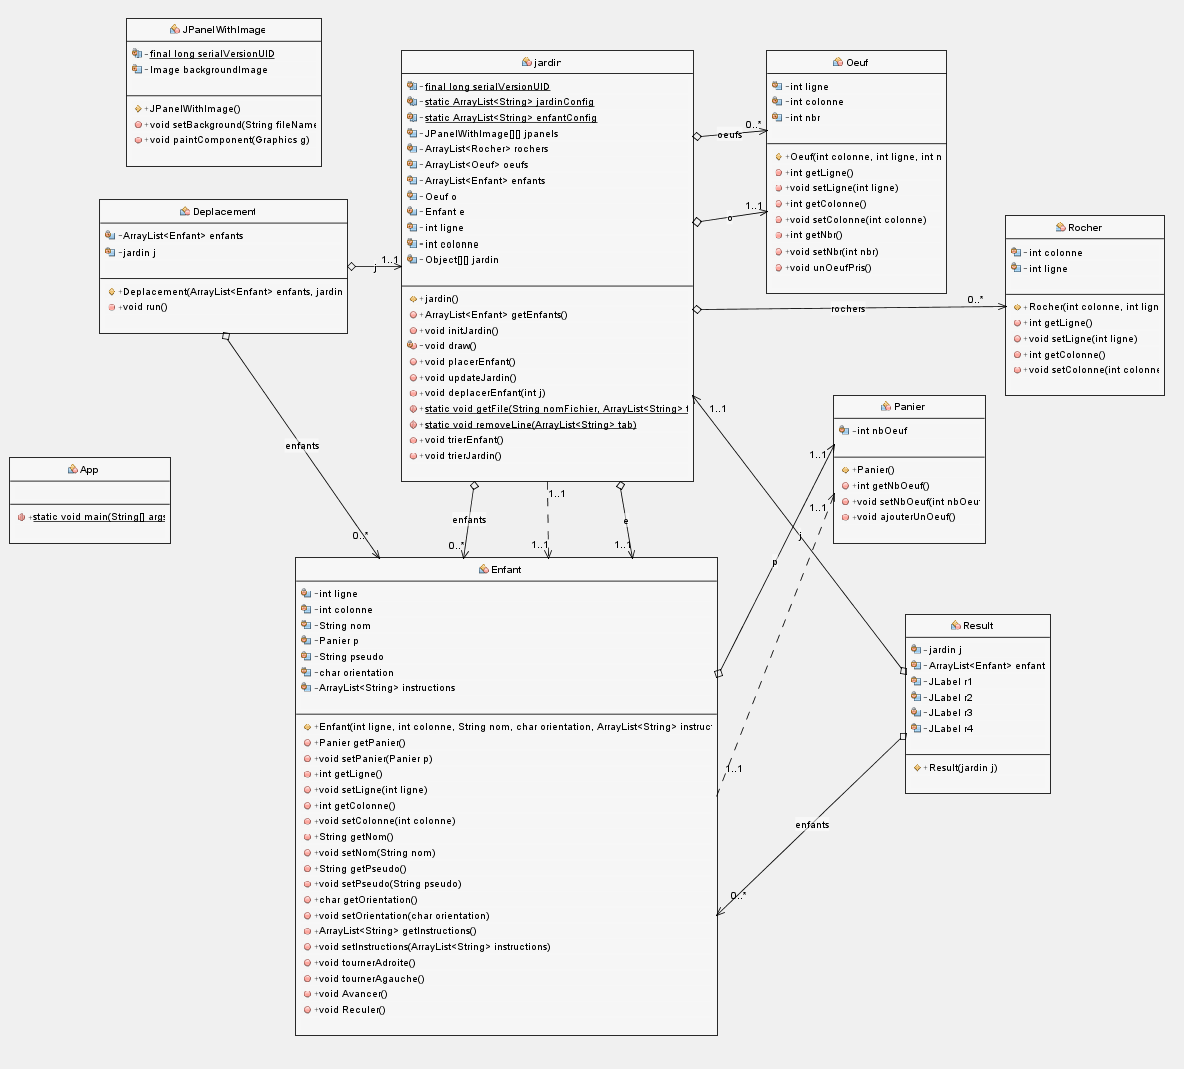 JPanelWithImage
-final long serialVersionUID
-Image backgroundImage
+JPanelWithImage()
+void setBackground(String fileName
+void paintComponent(Graphics g)
jardin
-final long serialVersionUID
-static ArrayList<String> jardinConfig
-static ArrayList<String> enfantConfig
-JPanelWithImage[][] jpanels
-ArrayList<Rocher> rochers
-ArrayList<Oeuf> oeufs
-ArrayList<Enfant> enfants
-Oeuf o
-Enfant e
-int ligne
-int colonne
-Object[][] jardin
+jardin()
+ArrayList<Enfant> getEnfants()
+void initJardin()
-void draw()
+void placerEnfant()
+void updateJardin()
+void deplacerEnfant(int j)
+static void getFile(String nomFichier, ArrayList<String> t
+static void removeLine(ArrayList<String> tab)
+void trierEnfant()
+void trierJardin()
Oeuf
-int ligne
-int colonne
-int nbr
+Oeuf(int colonne, int ligne, int n
+int getLigne()
+void setLigne(int ligne)
+int getColonne()
+void setColonne(int colonne)
+int getNbr()
+void setNbr(int nbr)
+void unOeufPris()
0..*
oeufs
1..1
o
Deplacement
-ArrayList<Enfant> enfants
-jardin j
+Deplacement(ArrayList<Enfant> enfants, jardin
+void run()
1..1
j
Rocher
-int colonne
-int ligne
+Rocher(int colonne, int lign
+int getLigne()
+void setLigne(int ligne)
+int getColonne()
+void setColonne(int colonne
0..*
rochers
Panier
-int nbOeuf
+Panier()
+int getNbOeuf()
+void setNbOeuf(int nbOeuf
+void ajouterUnOeuf()
1..1
1..1
1..1
j
p
enfants
0..*
App
+static void main(String[] args
1..1
enfants
e
0..*
1..1
1..1
Enfant
-int ligne
-int colonne
-String nom
-Panier p
-String pseudo
-char orientation
-ArrayList<String> instructions
+Enfant(int ligne, int colonne, String nom, char orientation, ArrayList<String> instruct
+Panier getPanier()
+void setPanier(Panier p)
+int getLigne()
+void setLigne(int ligne)
+int getColonne()
+void setColonne(int colonne)
+String getNom()
+void setNom(String nom)
+String getPseudo()
+void setPseudo(String pseudo)
+char getOrientation()
+void setOrientation(char orientation)
+ArrayList<String> getInstructions()
+void setInstructions(ArrayList<String> instructions)
+void tournerAdroite()
+void tournerAgauche()
+void Avancer()
+void Reculer()
Result
-jardin j
-ArrayList<Enfant> enfant
-JLabel r1
-JLabel r2
-JLabel r3
-JLabel r4
+Result(jardin j)
1..1
enfants
0..*